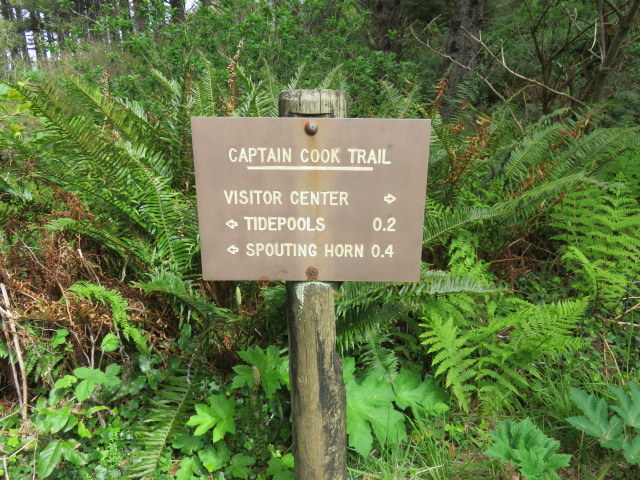 CAPTAIN COOK TRAIL
VISITOR CENTER ⇨
⇦ TIDEPOOLS 0.2
⇦ SPOUTING HORN 0.4